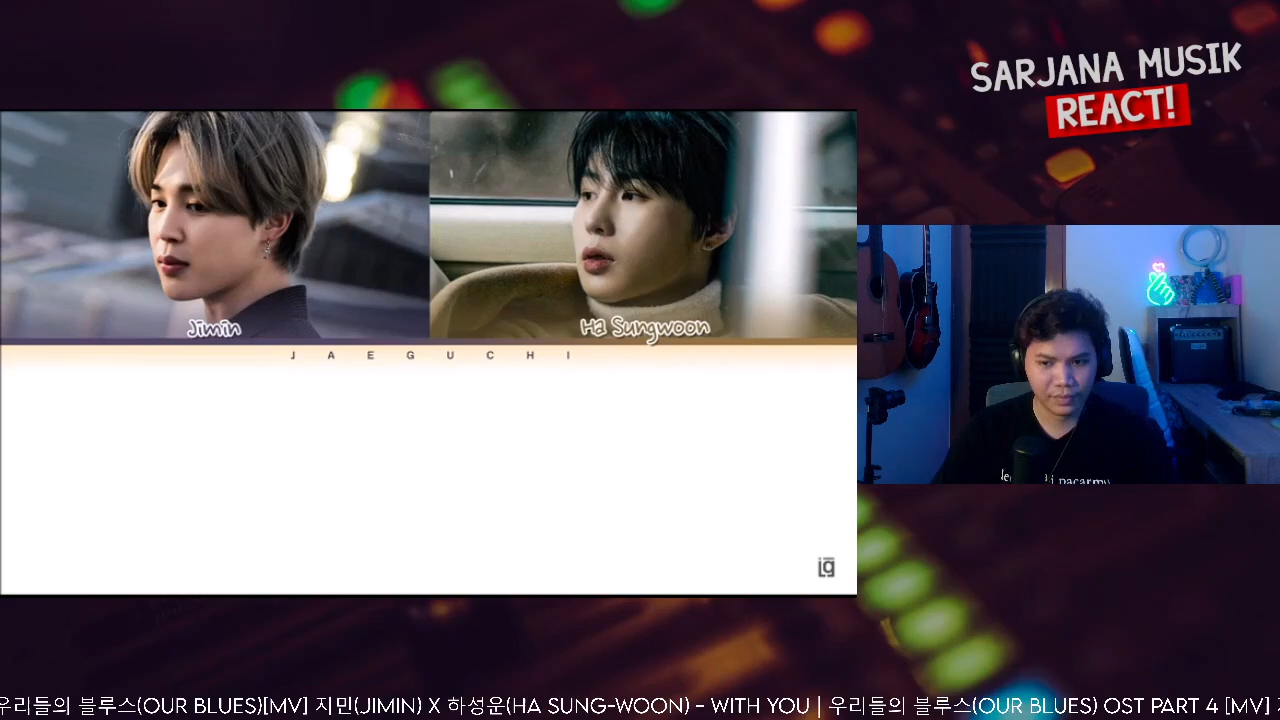 SARJANA MUSIK
REACT!
Jimin
Ha Sungwoon
JAEGUCHI
pacarmu
우리들의 블루스(OUR BLUES)[MV] 지민(JIMIN) X 하성운(HA SUNG-WOON) - WITH YOU | 우리들의 블루스(OUR BLUES) OST PART 4 [MV]